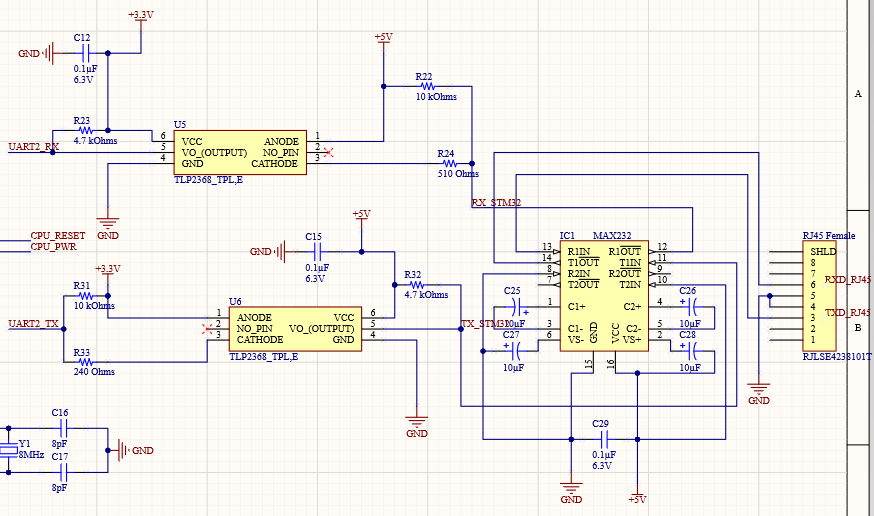 +3.3V
C12
GND
0.1µF
6.3V
+5V
R22
10 kOhms
A
R23
4.7 kOhms
U5
UART2_RX
6
5
4
VCC
VO_(OUTPUT)
GND
ANODE
NO_PIN
CATHODE
1
2
3
TLP2368_TPL,E
R24
510 Ohms
RX_STM32
GND
CPU_RESET
CPU_PWR
+5V
C15
GND
0.1µF
6.3V
+3.3V
R31
10 kOhms
R32
4.7 kOhms
UART2_TX
U6
1
2
3
ANODE
NO_PIN
CATHODE
VCC
VO_(OUTPUT)
GND
6
5
4
TLP2368_TPL,E
R33
240 Ohms
TX_STM32
GND
IC1
MAX232
13
14
8
7
1
3
6
R1IN
T1OUT
R2IN
T2OUT
C1+
C1-
VS-
GND
VCC
R1OUT
T1IN
R2OUT
T2IN
C2+
C2-
VS+
12
11
9
10
4
5
2
15
16
C25
10µF
C27
10µF
C26
10µF
C28
10µF
C29
0.1µF
6.3V
GND
+5V
RJ45 Female
SHLD
8
7
6
5
4
3
2
1
RXD_RJ45
TXD_RJ45
B
RJLSE4238101T
GND
C16
8pF
Y1
8MHz
C17
8pF
GND